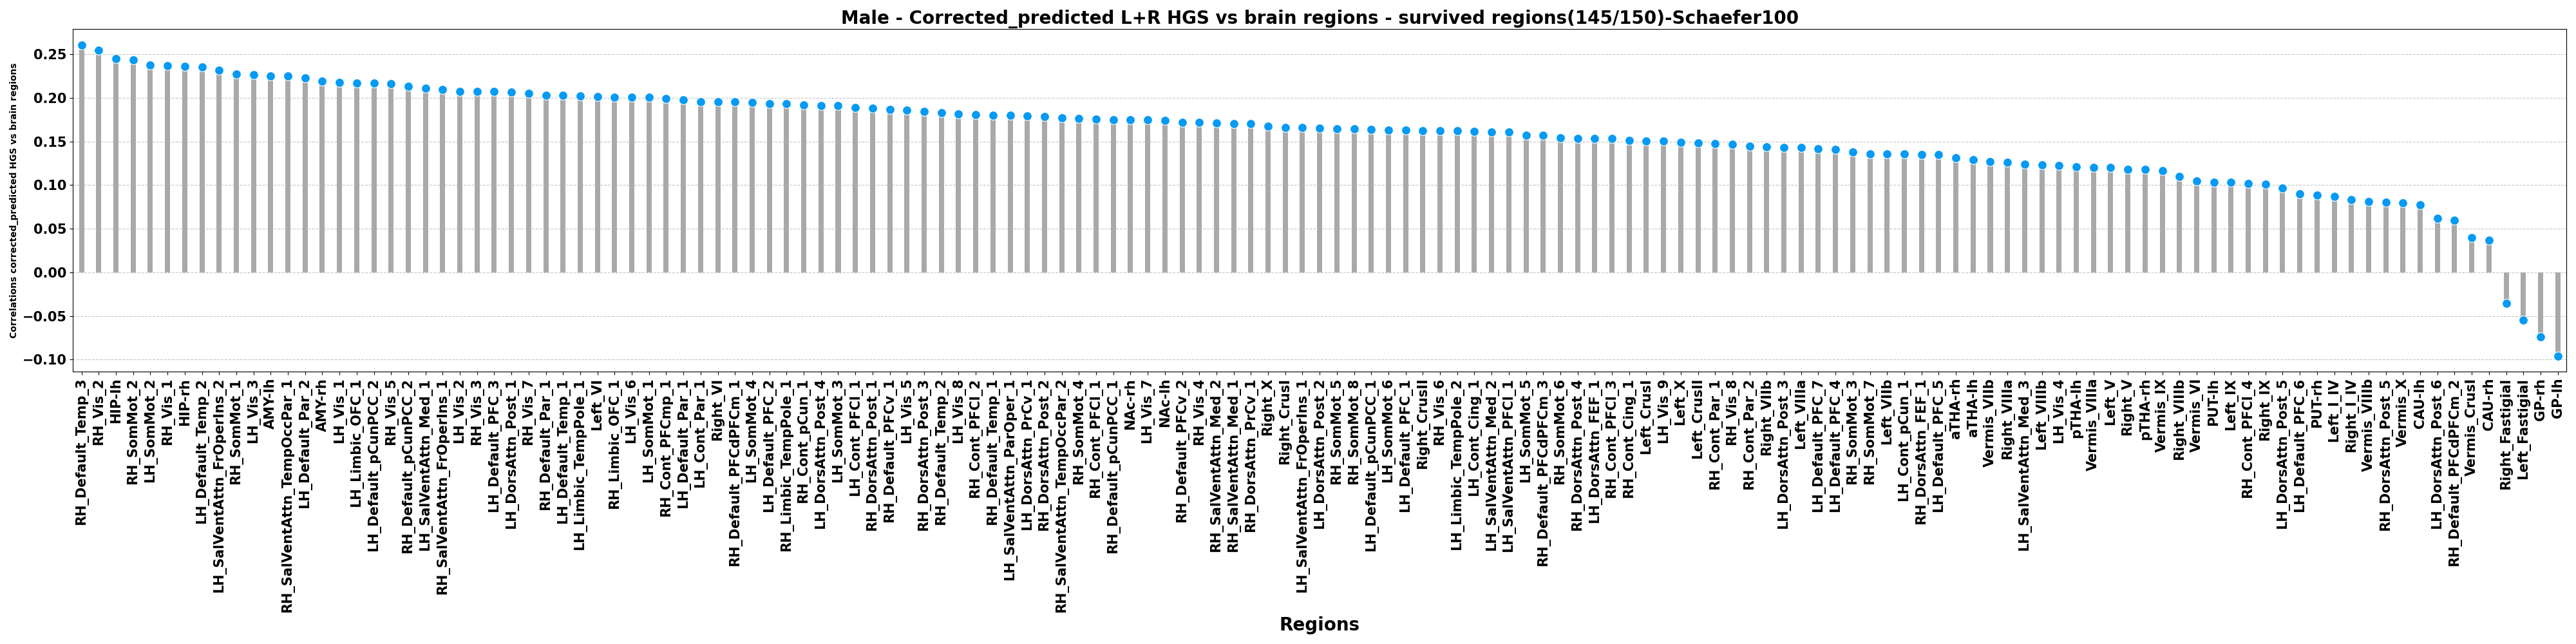 Male - Corrected_predicted L+R HGS vs brain regions - survived regions(145/150)-Schaefer100
Correlations corrected_predicted HGS vs brain regions
0.25
0.20
0.15
0.10
0.05
0.00
−0.05
−0.10
RH_Default_Temp_3
RH_Vis_2
HIP-lh
RH_SomMot_2
LH_SomMot_2
RH_Vis_1
HIP-rh
LH_Default_Temp_2
LH_SalVentAttn_FrOperIns_2
RH_SomMot_1
LH_Vis_3
AMY-lh
RH_SalVentAttn_TempOccPar_1
LH_Default_Par_2
AMY-rh
LH_Vis_1
LH_Limbic_OFC_1
LH_Default_pCunPCC_2
RH_Vis_5
RH_Default_pCunPCC_2
LH_SalVentAttn_Med_1
RH_SalVentAttn_FrOperIns_1
LH_Vis_2
RH_Vis_3
LH_Default_PFC_3
LH_DorsAttn_Post_1
RH_Vis_7
RH_Default_Par_1
LH_Default_Temp_1
LH_Limbic_TempPole_1
Left_VI
RH_Limbic_OFC_1
LH_Vis_6
LH_SomMot_1
RH_Cont_PFCmp_1
LH_Default_Par_1
LH_Cont_Par_1
Right_VI
RH_Default_PFCdPFCm_1
LH_SomMot_4
LH_Default_PFC_2
RH_Limbic_TempPole_1
RH_Cont_pCun_1
LH_DorsAttn_Post_4
LH_SomMot_3
LH_Cont_PFCl_1
RH_DorsAttn_Post_1
RH_Default_PFCv_1
LH_Vis_5
RH_DorsAttn_Post_3
RH_Default_Temp_2
LH_Vis_8
RH_Cont_PFCl_2
RH_Default_Temp_1
LH_SalVentAttn_ParOper_1
LH_DorsAttn_PrCv_1
RH_DorsAttn_Post_2
RH_SalVentAttn_TempOccPar_2
RH_SomMot_4
RH_Cont_PFCl_1
RH_Default_pCunPCC_1
NAc-rh
LH_Vis_7
NAc-lh
RH_Default_PFCv_2
RH_Vis_4
RH_SalVentAttn_Med_2
RH_SalVentAttn_Med_1
RH_DorsAttn_PrCv_1
Right_X
Right_CrusI
LH_SalVentAttn_FrOperIns_1
LH_DorsAttn_Post_2
RH_SomMot_5
RH_SomMot_8
LH_Default_pCunPCC_1
LH_SomMot_6
LH_Default_PFC_1
Right_CrusII
RH_Vis_6
LH_Limbic_TempPole_2
LH_Cont_Cing_1
LH_SalVentAttn_Med_2
LH_SalVentAttn_PFCl_1
LH_SomMot_5
RH_Default_PFCdPFCm_3
RH_SomMot_6
RH_DorsAttn_Post_4
LH_DorsAttn_FEF_1
RH_Cont_PFCl_3
RH_Cont_Cing_1
Left_CrusI
LH_Vis_9
Left_X
Left_CrusII
RH_Cont_Par_1
RH_Vis_8
RH_Cont_Par_2
Right_VIIb
LH_DorsAttn_Post_3
Left_VIIIa
LH_Default_PFC_7
LH_Default_PFC_4
RH_SomMot_3
RH_SomMot_7
Left_VIIb
LH_Cont_pCun_1
RH_DorsAttn_FEF_1
LH_Default_PFC_5
aTHA-rh
aTHA-lh
Vermis_VIIb
Right_VIIIa
LH_SalVentAttn_Med_3
Left_VIIIb
LH_Vis_4
pTHA-lh
Vermis_VIIIa
Left_V
Right_V
pTHA-rh
Vermis_IX
Right_VIIIb
Vermis_VI
PUT-lh
Left_IX
RH_Cont_PFCl_4
Right_IX
LH_DorsAttn_Post_5
LH_Default_PFC_6
PUT-rh
Left_I_IV
Right_I_IV
Vermis_VIIIb
RH_DorsAttn_Post_5
Vermis_X
CAU-lh
LH_DorsAttn_Post_6
RH_Default_PFCdPFCm_2
Vermis_CrusI
CAU-rh
Right_Fastigial
Left_Fastigial
GP-rh
GP-lh
Regions